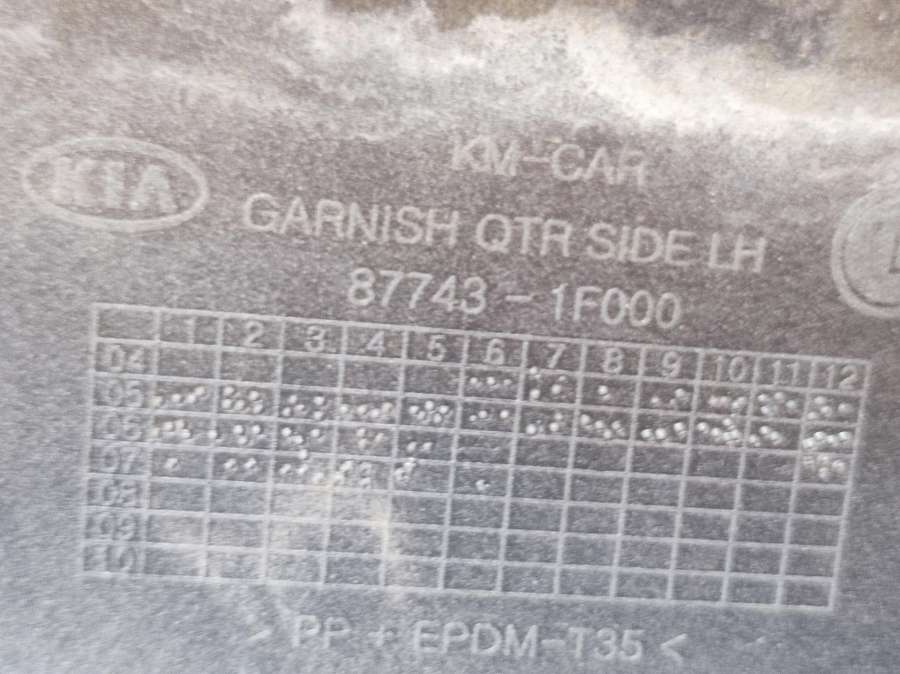 KM-CAR
KIA
GARNISH QTR SIDE LH
87743 - 1F000
1 2 3 4 5 6 7 8 9 10 11 12
04
05
06
07
08
09
10
> PP + EPDM-T35 <